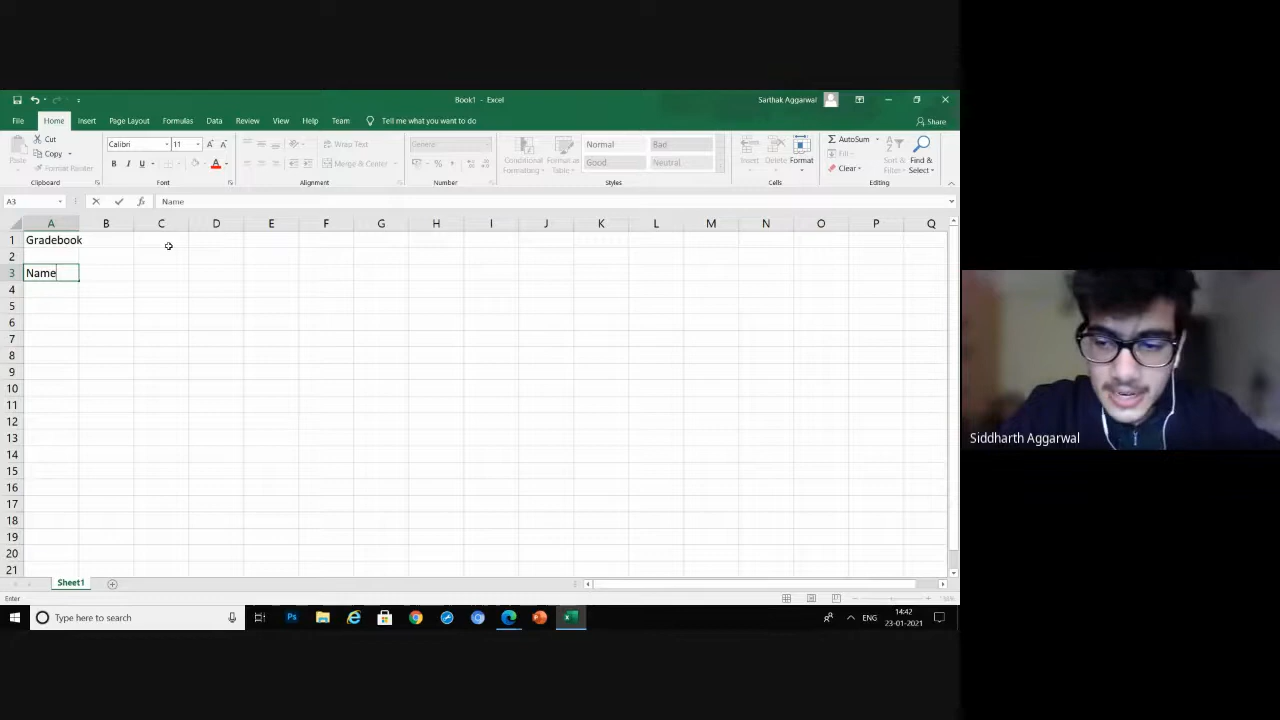 Book1 - Excel
Sarthak Aggarwal
File Home Insert Page Layout Formulas Data Review View Help Team Tell me what you want to do
Share
Paste
Cut
Copy
Format Painter
Clipboard
Calibri 11
B I U
Font
Wrap Text
Merge & Center
Alignment
General
Number
Conditional Formatting
Format as Table
Normal Bad
Good Neutral
Styles
Insert Delete Format
Cells
AutoSum
Fill
Clear
Sort & Filter
Find & Select
Editing
A3 fx Name
A B C D E F G H I J K L M N O P Q
1 Gradebook
2
3 Name
4
5
6
7
8
9
10
11
12
13
14
15
16
17
18
19
20
21
Sheet1
Enter
Type here to search
Ps
ENG
14:42
23-01-2021
Siddharth Aggarwal